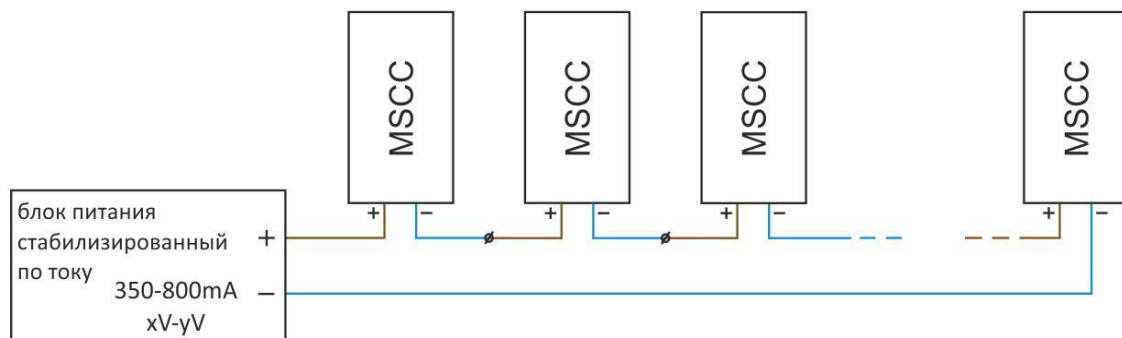 MSCC
MSCC
MSCC
MSCC
+ −
+ −
+ −
+ −
блок питания
стабилизированный
по току
+
350-800mA −
xV-yV